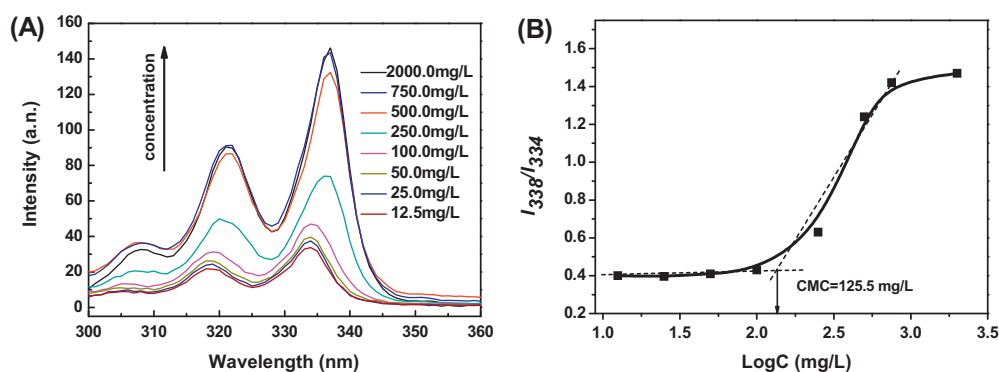 (A)
160
140
120
100
80
60
40
20
0
300
310
320
330
340
350
360
Intensity (a.n.)
Wavelength (nm)
concentration
2000.0mg/L
750.0mg/L
500.0mg/L
250.0mg/L
100.0mg/L
50.0mg/L
25.0mg/L
12.5mg/L
(B)
1.6
1.4
1.2
1.0
0.8
0.6
0.4
0.2
1.0
1.5
2.0
2.5
3.0
3.5
I338/I334
LogC (mg/L)
CMC=125.5 mg/L